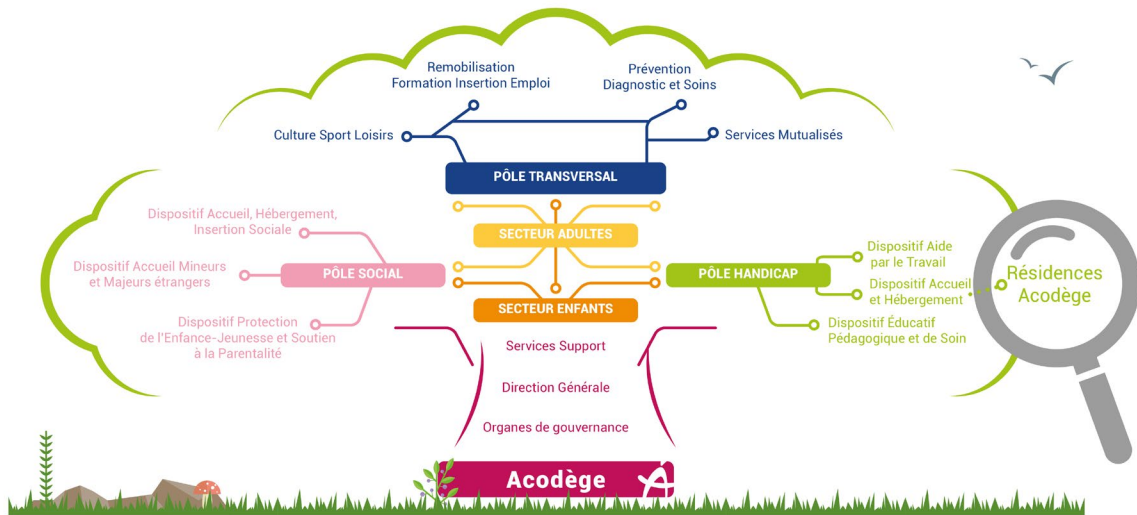 Remobilisation
Formation Insertion Emploi
Prévention
Diagnostic et Soins
Culture Sport Loisirs
Services Mutualisés
PÔLE TRANSVERSAL
Dispositif Accueil, Hébergement,
Insertion Sociale
SECTEUR ADULTES
Dispositif Aide
par le Travail
Dispositif Accueil Mineurs
et Majeurs étrangers
PÔLE SOCIAL
PÔLE HANDICAP
Dispositif Accueil
et Hébergement
Résidences
Acodège
SECTEUR ENFANTS
Dispositif Protection
de l'Enfance-Jeunesse et Soutien
à la Parentalité
Dispositif Éducatif
Pédagogique et de Soin
Services Support
Direction Générale
Organes de gouvernance
Acodège